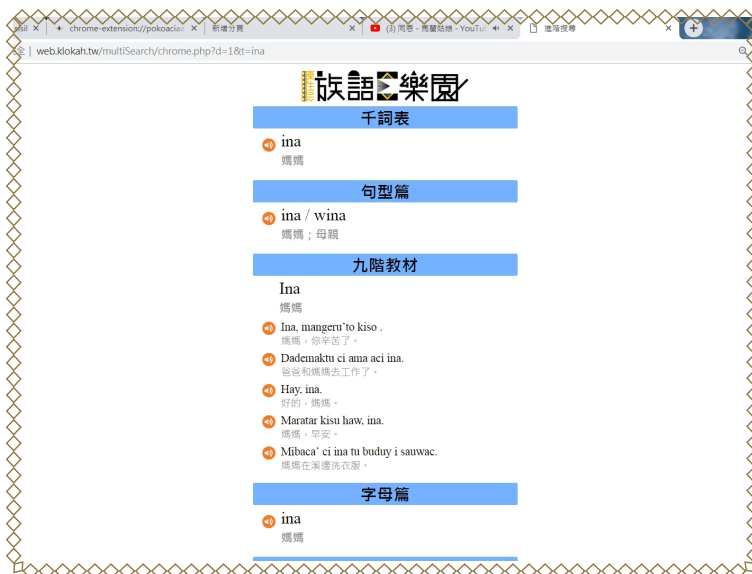 chrome-extension://pokoacia
新增分頁
(3) 同恩 - 馬蘭姑娘 - YouTu
進階搜尋
web.klokah.tw/multiSearch/chrome.php?d=1&t=ina
族語E樂園
千詞表
ina
媽媽
句型篇
ina / wina
媽媽；母親
九階教材
Ina
媽媽
Ina, mangeru'to kiso .
媽媽，你辛苦了。
Dademaktu ci ama aci ina.
爸爸和媽媽去工作了。
Hay, ina.
好的，媽媽。
Maratar kisu haw, ina.
媽媽，早安。
Mibaca' ci ina tu buduy i sauwac.
媽媽在溪邊洗衣服。
字母篇
ina
媽媽